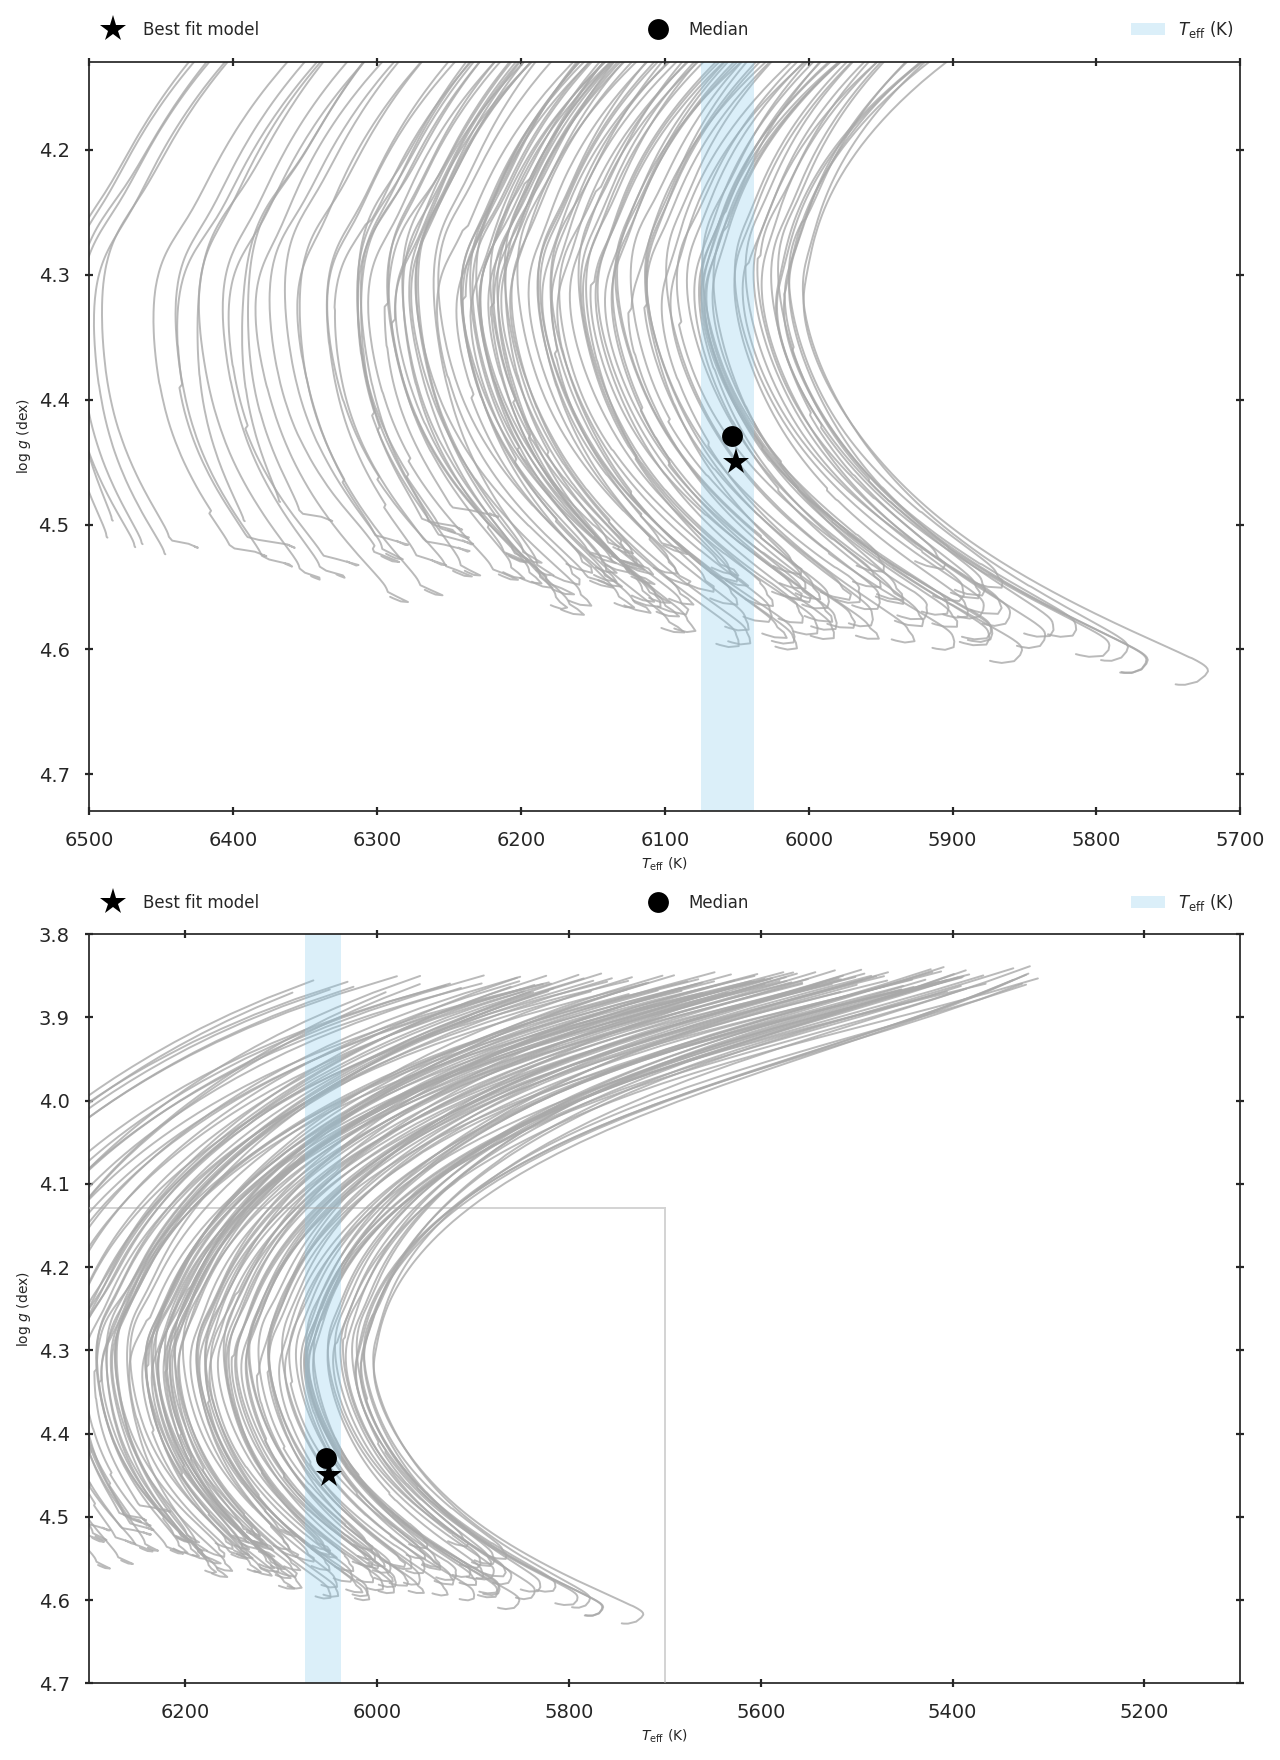 Best fit model Median Teff (K)
4.2
4.3
4.4
log g (dex)
4.5
4.6
4.7
6500 6400 6300 6200 6100 6000 5900 5800 5700
Teff (K)
Best fit model Median Teff (K)
3.8
3.9
4.0
4.1
4.2
log g (dex)
4.3
4.4
4.5
4.6
4.7
6200 6000 5800 5600 5400 5200
Teff (K)